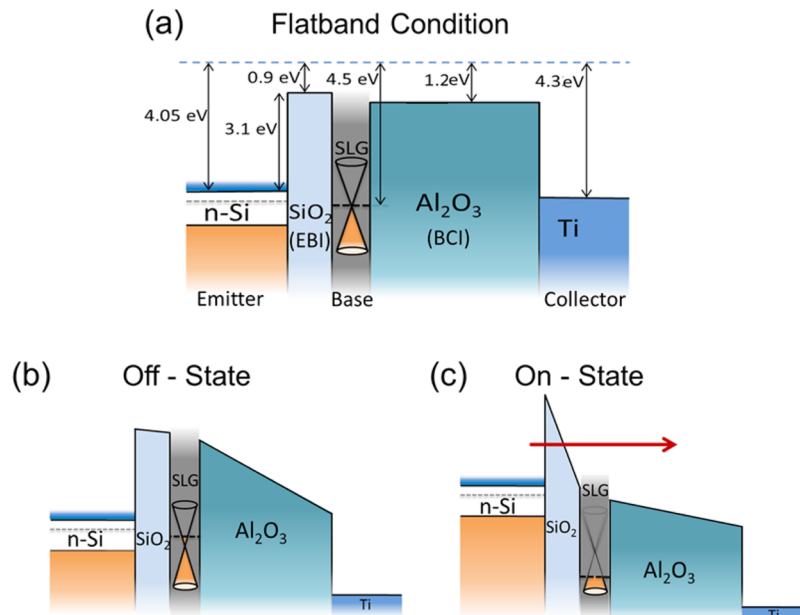 (a) Flatband Condition
0.9 eV 4.5 eV 1.2eV 4.3eV
4.05 eV
3.1 eV
SLG
n-Si
SiO₂
(EBI)
Al₂O₃
(BCI)
Ti
Emitter Base Collector
(b) Off - State
SLG
n-Si
SiO₂
Al₂O₃
Ti
(c) On - State
SLG
n-Si
SiO₂
Al₂O₃
Ti